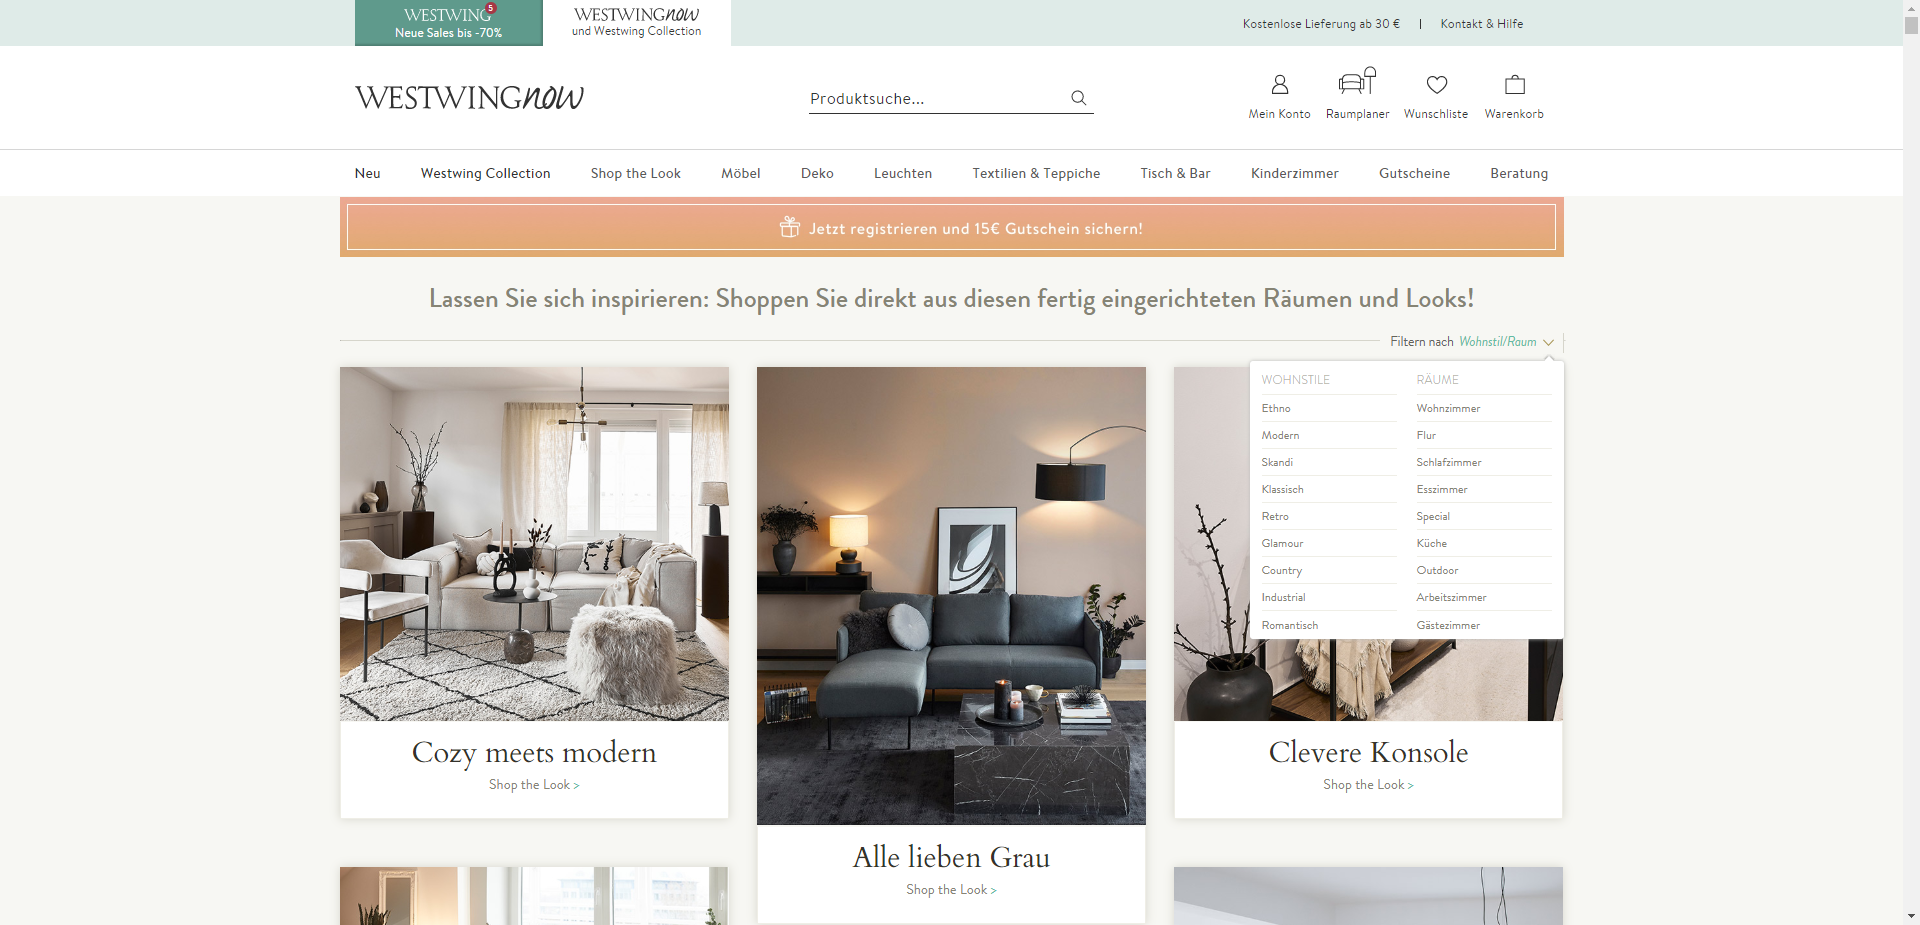 WESTWING 5
Neue Sales bis -70%
WESTWINGnow
und Westwing Collection
Kostenlose Lieferung ab 30 € | Kontakt & Hilfe
WESTWINGnow
Produktsuche...
Mein Konto
Raumplaner
Wunschliste
Warenkorb
Neu
Westwing Collection
Shop the Look
Möbel
Deko
Leuchten
Textilien & Teppiche
Tisch & Bar
Kinderzimmer
Gutscheine
Beratung
Jetzt registrieren und 15€ Gutschein sichern!
Lassen Sie sich inspirieren: Shoppen Sie direkt aus diesen fertig eingerichteten Räumen und Looks!
Filtern nach Wohnstil/Raum
WOHNSTILE
Ethno
Modern
Skandi
Klassisch
Retro
Glamour
Country
Industrial
Romantisch
RÄUME
Wohnzimmer
Flur
Schlafzimmer
Esszimmer
Special
Küche
Outdoor
Arbeitszimmer
Gästezimmer
Cozy meets modern
Shop the Look >
Alle lieben Grau
Shop the Look >
Clevere Konsole
Shop the Look >